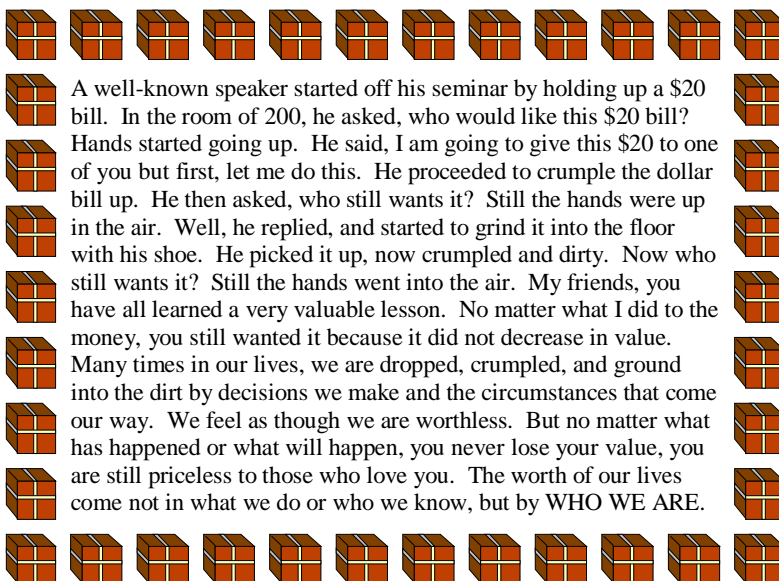 A well-known speaker started off his seminar by holding up a $20
bill.  In the room of 200, he asked, who would like this $20 bill?
Hands started going up.  He said, I am going to give this $20 to one
of you but first, let me do this.  He proceeded to crumple the dollar
bill up.  He then asked, who still wants it?  Still the hands were up
in the air.  Well, he replied, and started to grind it into the floor
with his shoe.  He picked it up, now crumpled and dirty.  Now who
still wants it?  Still the hands went into the air.  My friends, you
have all learned a very valuable lesson.  No matter what I did to the
money, you still wanted it because it did not decrease in value.
Many times in our lives, we are dropped, crumpled, and ground
into the dirt by decisions we make and the circumstances that come
our way.  We feel as though we are worthless.  But no matter what
has happened or what will happen, you never lose your value, you
are still priceless to those who love you.  The worth of our lives
come not in what we do or who we know, but by WHO WE ARE.